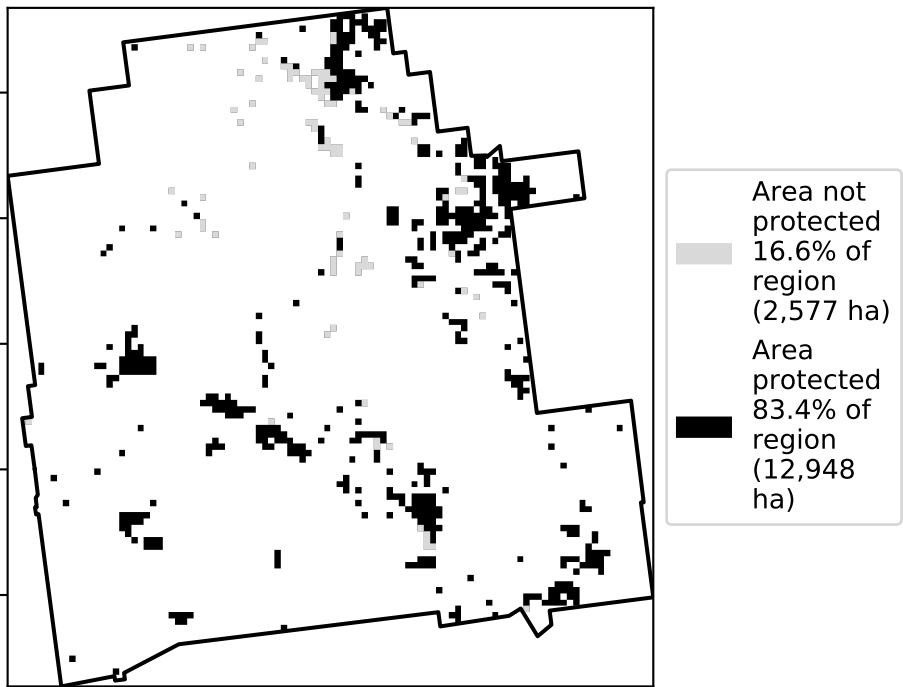 Area not
protected
16.6% of
region
(2,577 ha)
Area
protected
83.4% of
region
(12,948
ha)